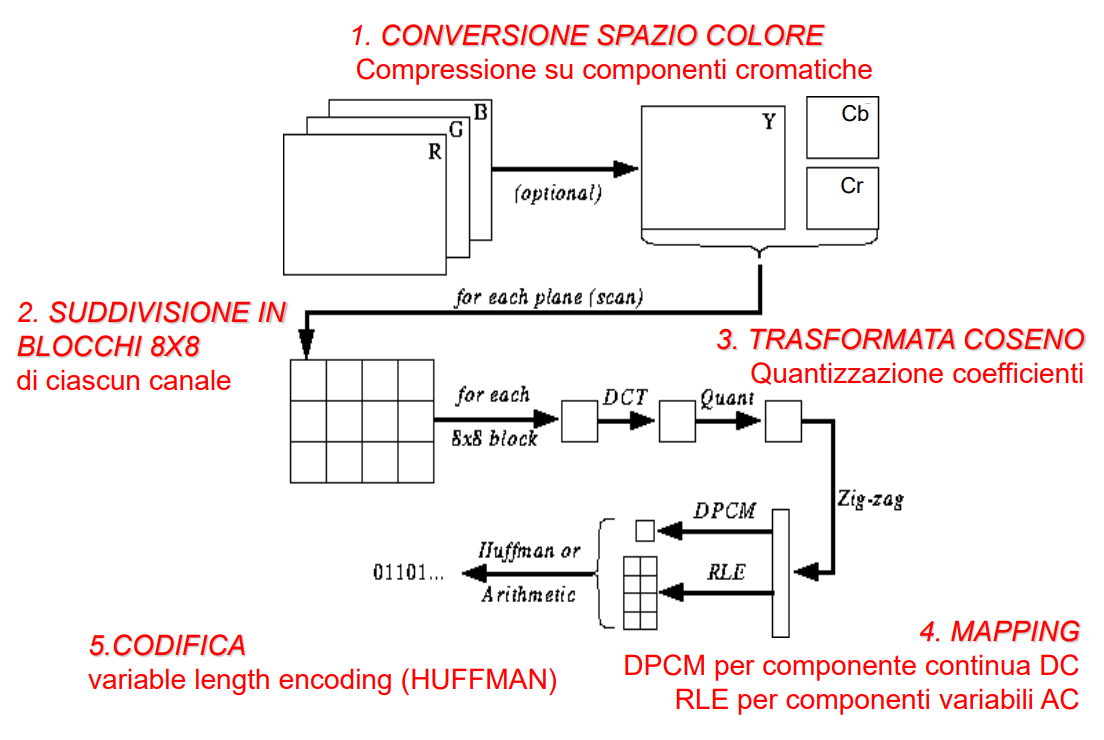 1. CONVERSIONE SPAZIO COLORE
Compressione su componenti cromatiche
B
G
R
(optional)
Y
Cb
Cr
for each plane (scan)
2. SUDDIVISIONE IN
BLOCCHI 8X8
di ciascun canale
3. TRASFORMATA COSENO
Quantizzazione coefficienti
for each
8x8 block
DCT
Quant
Zig-zag
DPCM
RLE
Huffman or
Arithmetic
01101...
5.CODIFICA
variable length encoding (HUFFMAN)
4. MAPPING
DPCM per componente continua DC
RLE per componenti variabili AC